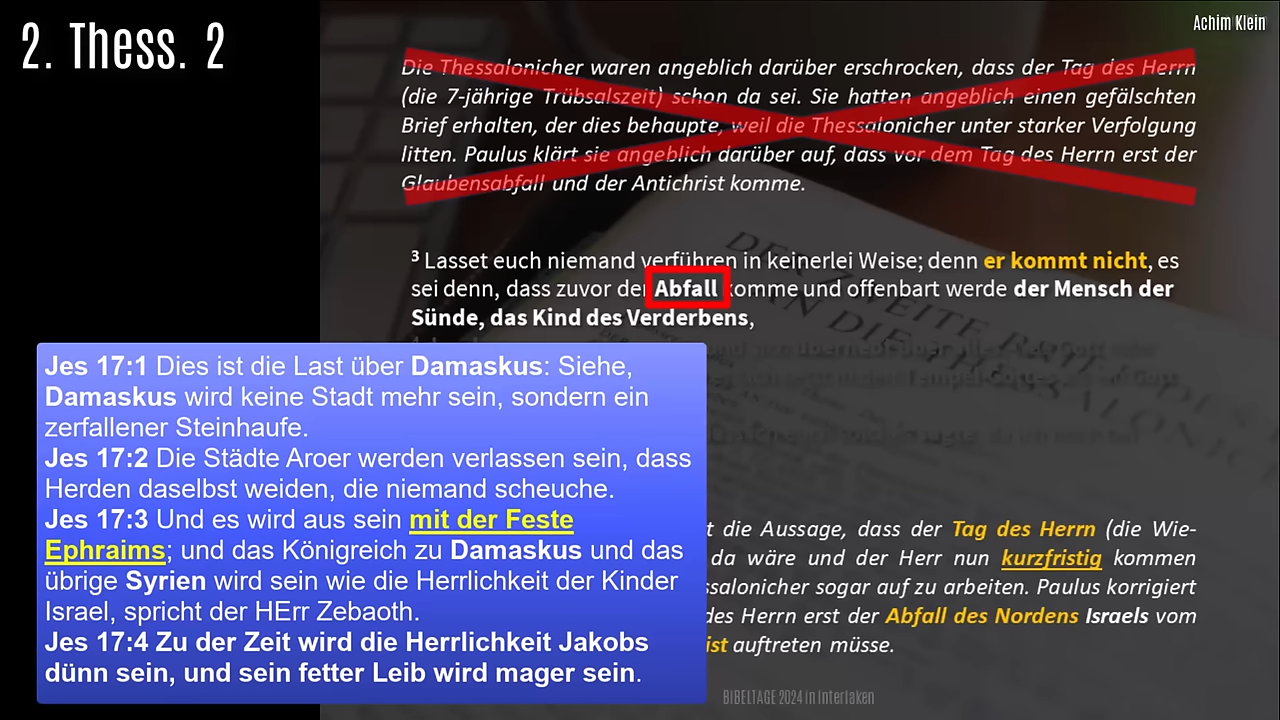 2. Thess. 2
Achim Klein
Die Thessalonicher waren angeblich darüber erschrocken, dass der Tag des Herrn
(die 7-jährige Trübsalszeit) schon da sei. Sie hatten angeblich einen gefälschten
Brief erhalten, der dies behaupte, weil die Thessalonicher unter starker Verfolgung
litten. Paulus klärt sie angeblich darüber auf, dass vor dem Tag des Herrn erst der
Glaubensabfall und der Antichrist komme.
3 Lasset euch niemand verführen in keinerlei Weise; denn er kommt nicht, es
sei denn, dass zuvor der Abfall komme und offenbart werde der Mensch der
Sünde, das Kind des Verderbens,
Jes 17:1 Dies ist die Last über Damaskus: Siehe,
Damaskus wird keine Stadt mehr sein, sondern ein
zerfallener Steinhaufe.
Jes 17:2 Die Städte Aroer werden verlassen sein, dass
Herden daselbst weiden, die niemand scheuche.
Jes 17:3 Und es wird aus sein mit der Feste
Ephraims; und das Königreich zu Damaskus und das
übrige Syrien wird sein wie die Herrlichkeit der Kinder
Israel, spricht der HErr Zebaoth.
Jes 17:4 Zu der Zeit wird die Herrlichkeit Jakobs
dünn sein, und sein fetter Leib wird mager sein.
t die Aussage, dass der Tag des Herrn (die Wie-
da wäre und der Herr nun kurzfristig kommen
ssalonicher sogar auf zu arbeiten. Paulus korrigiert
des Herrn erst der Abfall des Nordens Israels vom
ist auftreten müsse.
BIBELTAGE 2024 in Interlaken